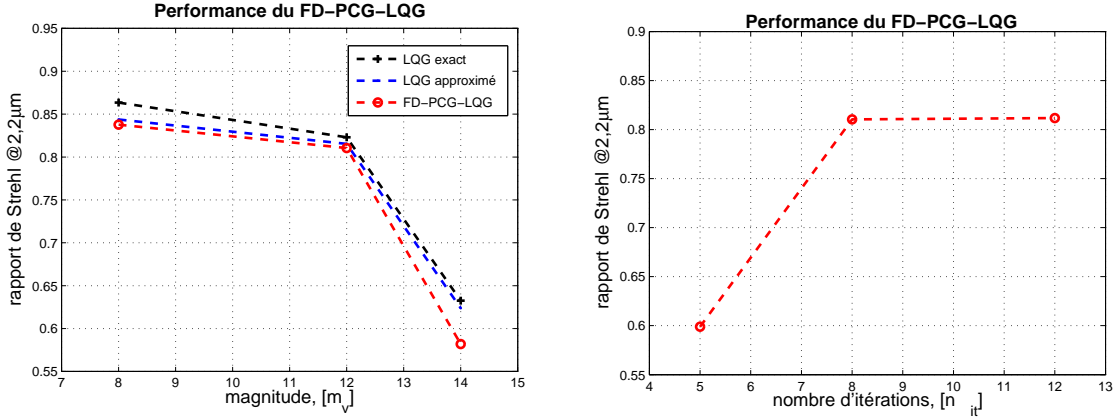 Performance du FD−PCG−LQG
0.95
0.9
0.85
0.8
0.75
0.7
0.65
0.6
0.55
7 8 9 10 11 12 13 14 15
rapport de Strehl @2,2µm
magnitude, [m_v]
LQG exact
LQG approximé
FD−PCG−LQG
Performance du FD−PCG−LQG
0.9
0.85
0.8
0.75
0.7
0.65
0.6
0.55
4 5 6 7 8 9 10 11 12 13
rapport de Strehl @2,2µm
nombre d'itérations, [n_it]